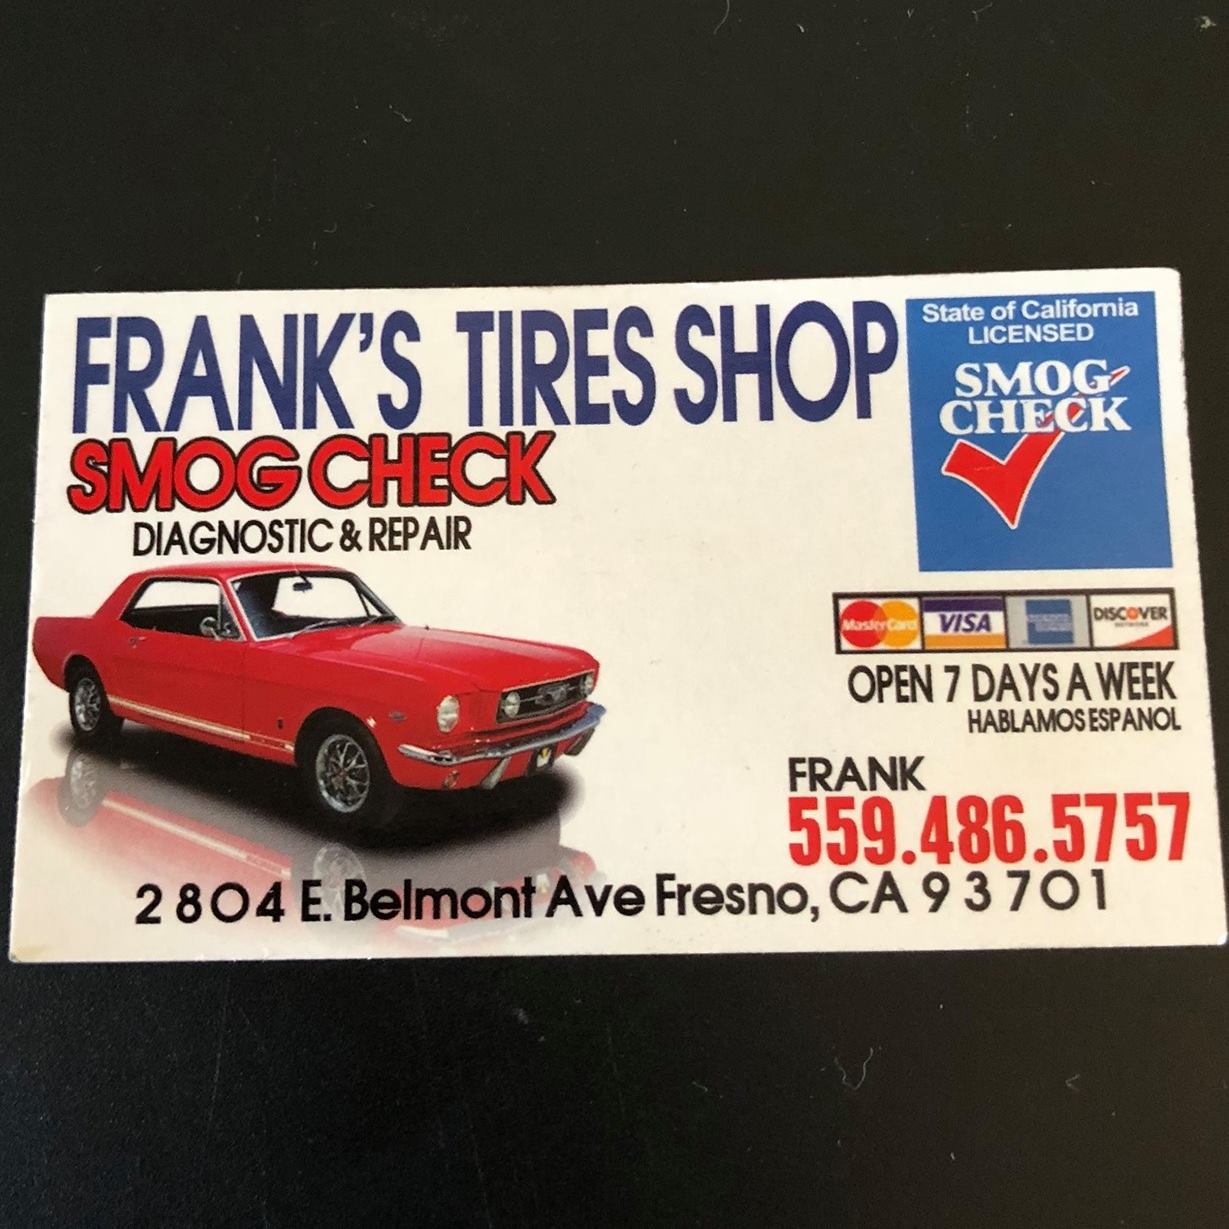 FRANK'S TIRES SHOP
SMOG CHECK
DIAGNOSTIC & REPAIR
State of California
LICENSED
SMOG
CHECK
MasterCard VISA DISCOVER
NETWORK
OPEN 7 DAYS A WEEK
HABLAMOS ESPANOL
FRANK
559.486.5757
2804 E. Belmont Ave Fresno, CA 93701